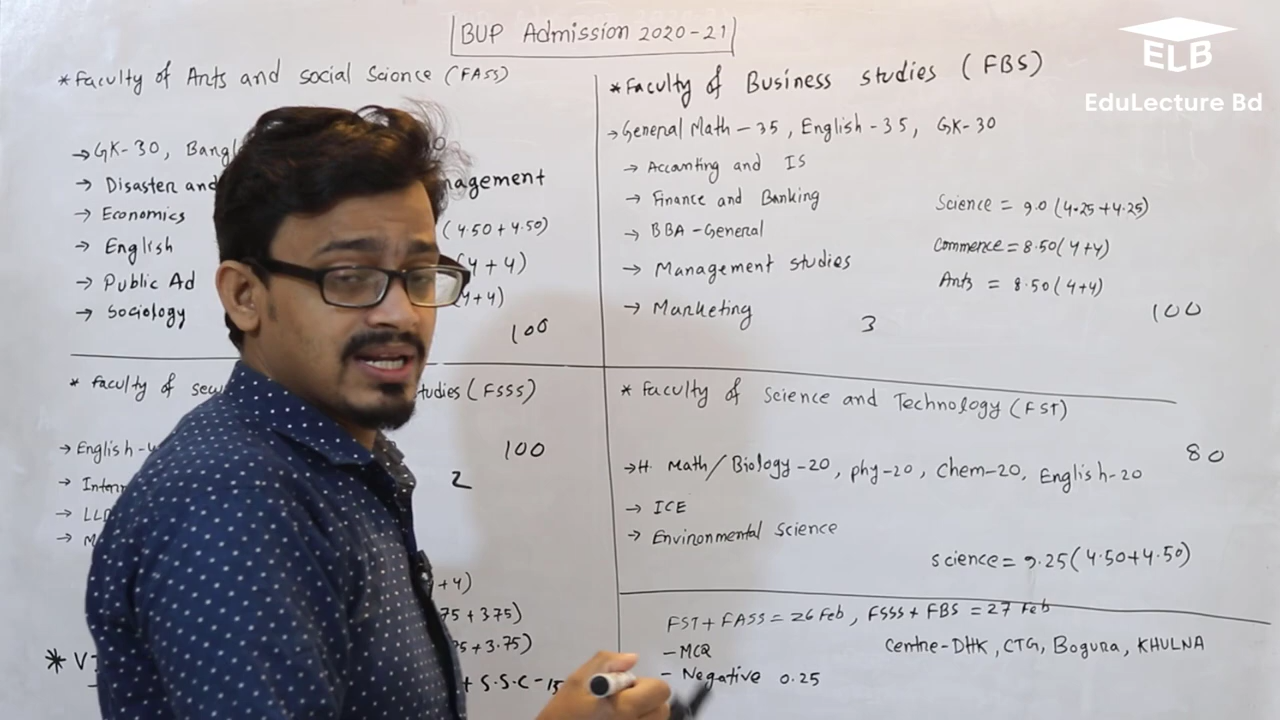 BUP Admission 2020-21
ELB
EduLecture Bd
* Faculty of Arts and Social Science (FASS)
→ GK-30, Bangl
→ Disaster and nagement
→ Economics (4.50+4.50)
→ English (4+4)
→ Public Ad 4+4)
→ Sociology
100
* Faculty of Business Studies (FBS)
→ General Math - 35, English - 35, GK-30
→ Accounting and IS
→ Finance and Banking
→ BBA - General
→ Management studies
→ Marketing
3
Science = 9.0 (4.25+4.25)
Commence = 8.50 (4+4)
Arts = 8.50 (4+4)
100
* Faculty of tudies (FSSS)
→ English -
100
→ Intern
2
→ LL
→ M
+4)
75+3.75)
75+3.75)
* V
+ S.S.C - 15
* Faculty of Science and Technology (FST)
80
→ H. Math/Biology-20, phy-20, Chem-20, English-20
→ ICE
→ Environmental Science
science = 9.25 (4.50+4.50)
FST + FASS = 26 Feb, FSSS + FBS = 27 Feb
- MCQ
Centre-DHK, CTG, Bogura, KHULNA
- Negative 0.25